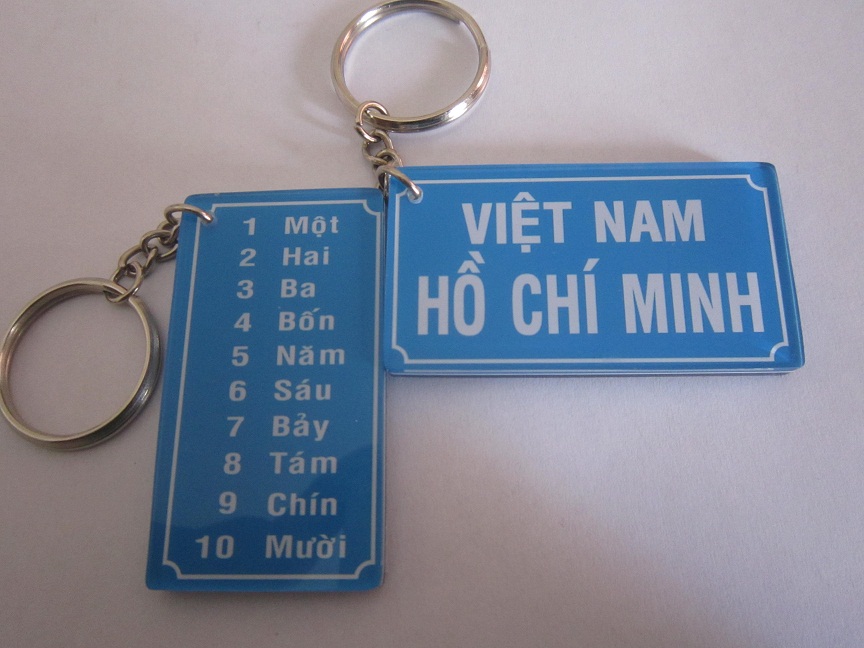 1 Một
2 Hai
3 Ba
4 Bốn
5 Năm
6 Sáu
7 Bảy
8 Tám
9 Chín
10 Mười
VIỆT NAM
HỒ CHÍ MINH